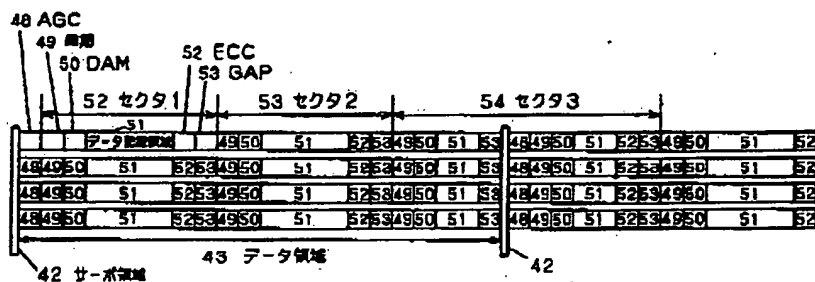 48 AGC
49
50 DAM
52 ECC
53 GAP
52 セクタ1
53 セクタ2
54 セクタ3
51
データ 領域 49 50 51 52 53 49 50 51 53 48 49 50 51 52 53 49 50 51 52
48 49 50 51 52 53 49 50 51 52 53 49 50 51 53 48 49 50 51 52 53 49 50 51 52
48 49 50 51 52 53 49 50 51 52 53 49 50 51 53 48 49 50 51 52 53 49 50 51 52
48 49 50 51 52 53 49 50 51 52 53 49 50 51 53 48 49 50 51 52 53 49 50 51 52
43 データ領域
42 サーボ領域
42